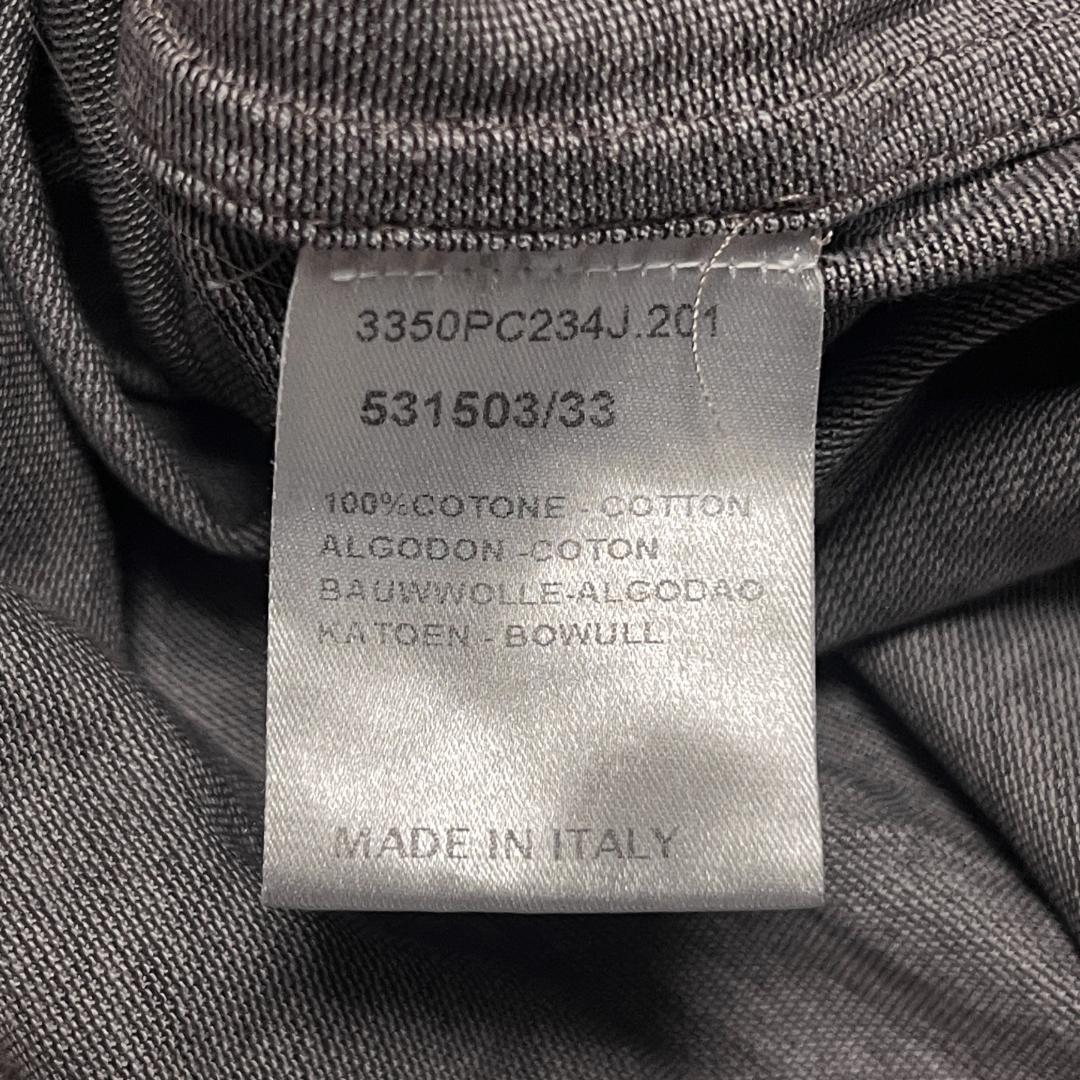 3350PC234J.201
531503/33
100%COTONE - COTTON
ALGODON -COTON
BAUWWOLLE-ALGODAO
KATOEN - BOWULL
MADE IN ITALY